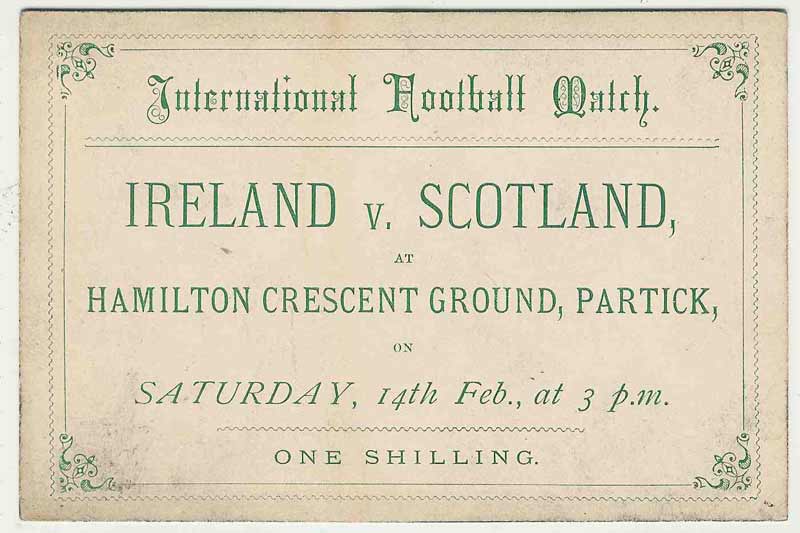 International Football Match.
IRELAND v. SCOTLAND,
AT
HAMILTON CRESCENT GROUND, PARTICK,
ON
SATURDAY, 14th Feb., at 3 p.m.
ONE SHILLING.